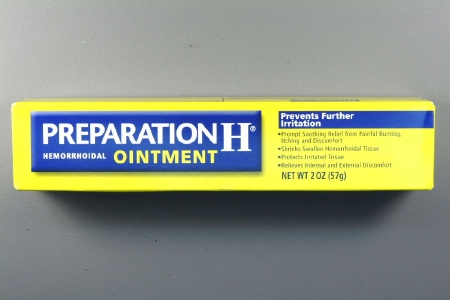 PREPARATION H®
HEMORRHOIDAL OINTMENT
Prevents Further
Irritation
•Prompt Soothing Relief from Painful Burning,
Itching and Discomfort
•Shrinks Swollen Hemorrhoidal Tissue
•Protects Irritated Tissue
•Relieves Internal and External Discomfort
NET WT 2 OZ (57g)